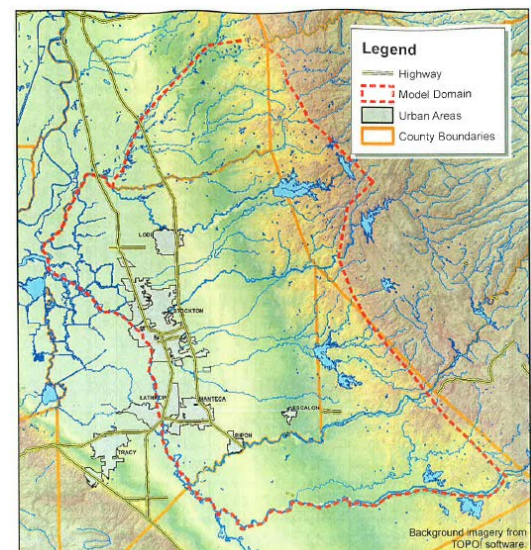 Legend
Highway
Model Domain
Urban Areas
County Boundaries
LODI
STOCKTON
LATHROP
MANTECA
ESCALON
RIPON
TRACY
Background imagery from
TOPO! software.